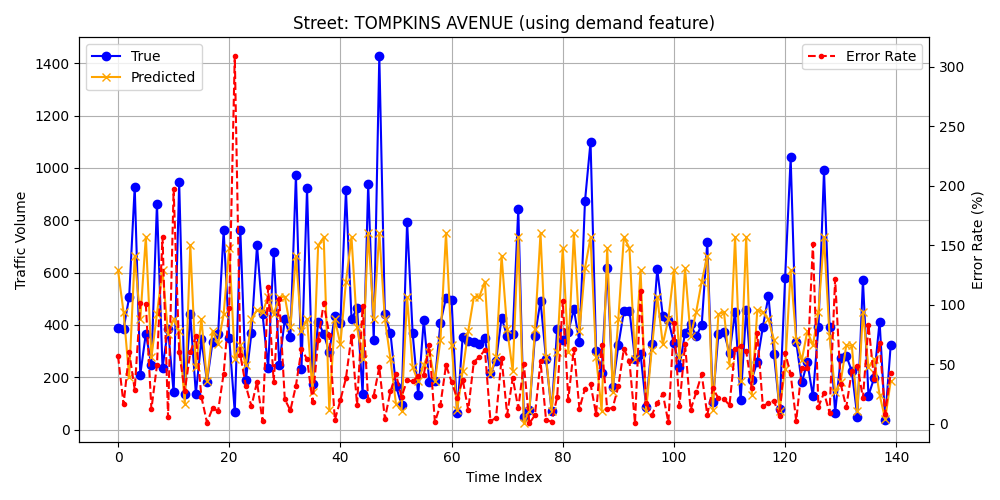 Street: TOMPKINS AVENUE (using demand feature)
True
Predicted
Error Rate
Traffic Volume
1400
1200
1000
800
600
400
200
0
300
250
200
150
100
50
0
Error Rate (%)
0 20 40 60 80 100 120 140
Time Index